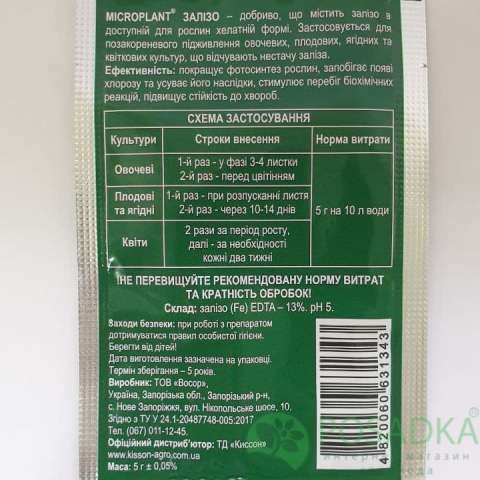 MICROPLANT® ЗАЛІЗО – добриво, що містить залізо в
доступній для рослин хелатній формі. Застосовується для
позакореневого підживлення овочевих, плодових, ягідних та
квіткових культур, що відчувають нестачу заліза.
Ефективність: покращує фотосинтез рослин, запобігає появі
хлорозу та усуває його наслідки, стимулює перебіг біохімічних
реакцій, підвищує стійкість до хвороб.
СХЕМА ЗАСТОСУВАННЯ
Культури Строки внесення Норма витрати
Овочеві 1-й раз - у фазі 3-4 листки
2-й раз - перед цвітінням
Плодові та ягідні 1-й раз - при розпусканні листя
2-й раз - через 10-14 днів
5 г на 10 л води
Квіти 2 рази за період росту,
далі - за необхідності
кожні два тижні
!НЕ ПЕРЕВИЩУЙТЕ РЕКОМЕНДОВАНУ НОРМУ ВИТРАТ
ТА КРАТНІСТЬ ОБРОБОК!
Склад: залізо (Fe) EDTA – 13%. pH 5.
Заходи безпеки: при роботі з препаратом
дотримуватися правил особистої гігієни.
Берегти від дітей!
Дата виготовлення зазначена на упаковці.
Термін зберігання – 5 років.
Виробник: ТОВ «Восор»,
Україна, Запорізька обл., Запорізький р-н,
с. Нове Запоріжжя, вул. Нікопольське шосе, 10.
Згідно з ТУ У 24.1-20487748-005:2017
Тел. (067) 011-12-45.
Офіційний дистриб'ютор: ТД «Киссон»
www.kisson-agro.com.ua
Маса: 5 г ± 0,05%
4820060631343
POSADKA
интернет магазин